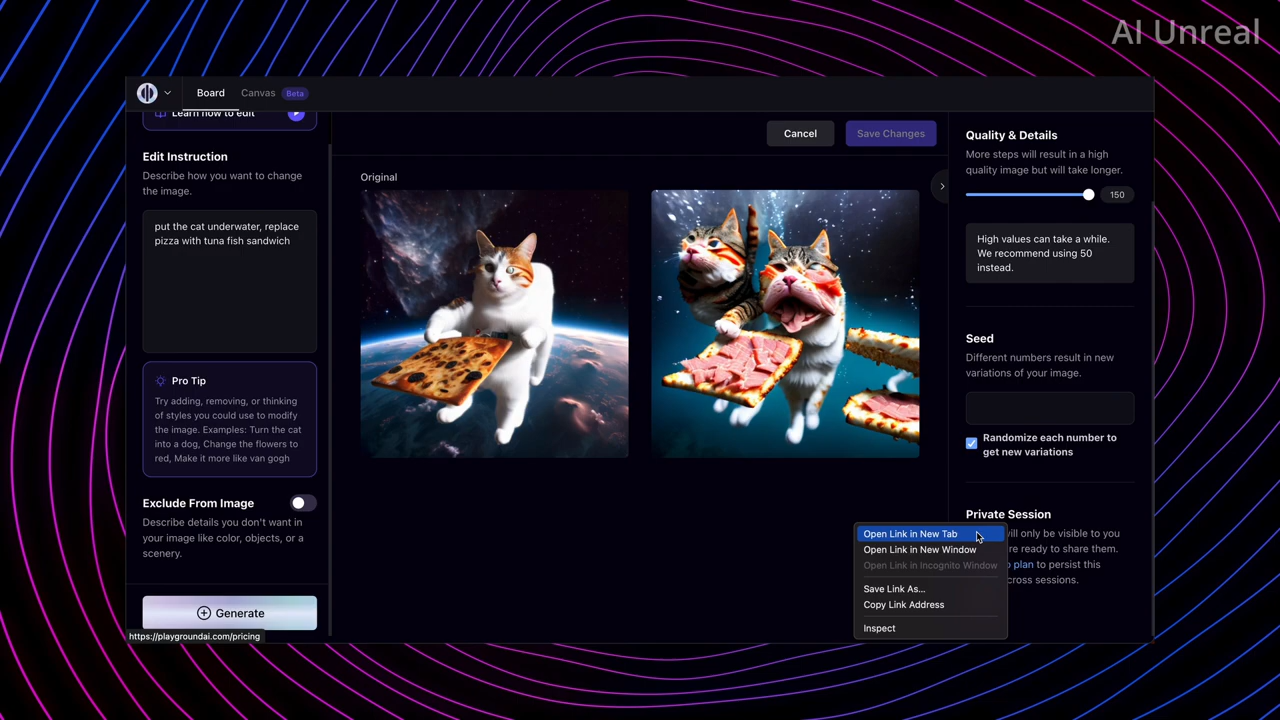 AI Unreal
Board
Canvas
Beta
Learn how to edit
Edit Instruction
Describe how you want to change
the image.
put the cat underwater, replace
pizza with tuna fish sandwich
Pro Tip
Try adding, removing, or thinking
of styles you could use to modify
the image. Examples: Turn the cat
into a dog, Change the flowers to
red, Make it more like van gogh
Exclude From Image
Describe details you don't want in
your image like color, objects, or a
scenery.
Generate
https://playgroundai.com/pricing
Cancel
Save Changes
Original
Quality & Details
More steps will result in a high
quality image but will take longer.
150
High values can take a while.
We recommend using 50
instead.
Seed
Different numbers result in new
variations of your image.
Randomize each number to
get new variations
Private Session
will only be visible to you
re ready to share them.
plan to persist this
cross sessions.
Open Link in New Tab
Open Link in New Window
Open Link in Incognito Window
Save Link As...
Copy Link Address
Inspect